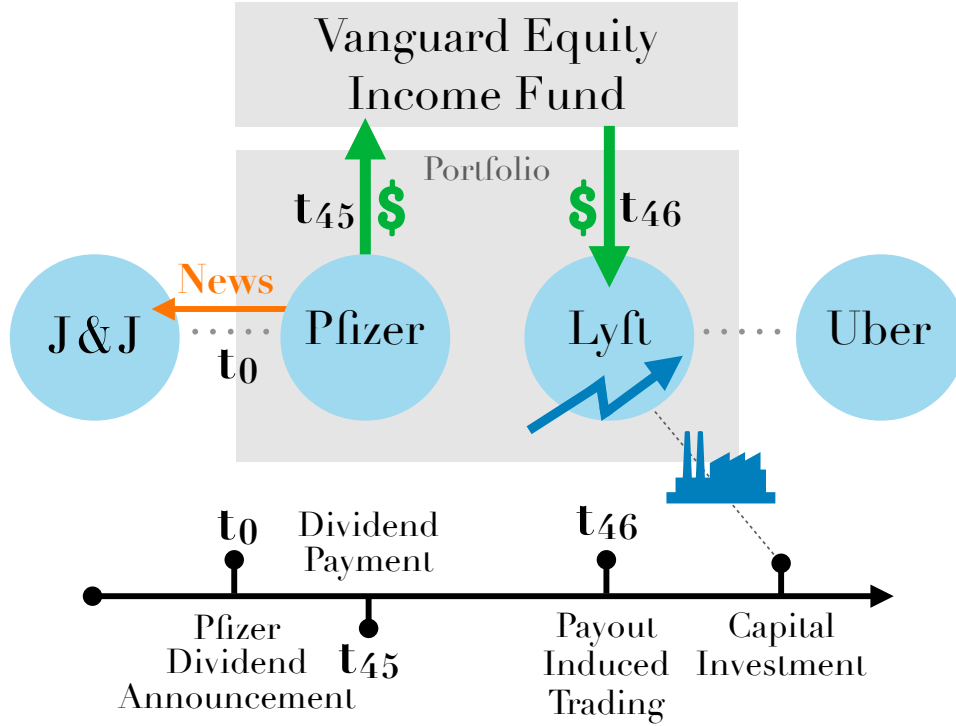 Vanguard Equity
Income Fund
Portfolio
t45 $
$ t46
News
J&J
Pfizer
Lyft
Uber
t0
t0
Dividend
Payment
t46
Pfizer
Dividend
Announcement
t45
Payout
Induced
Trading
Capital
Investment